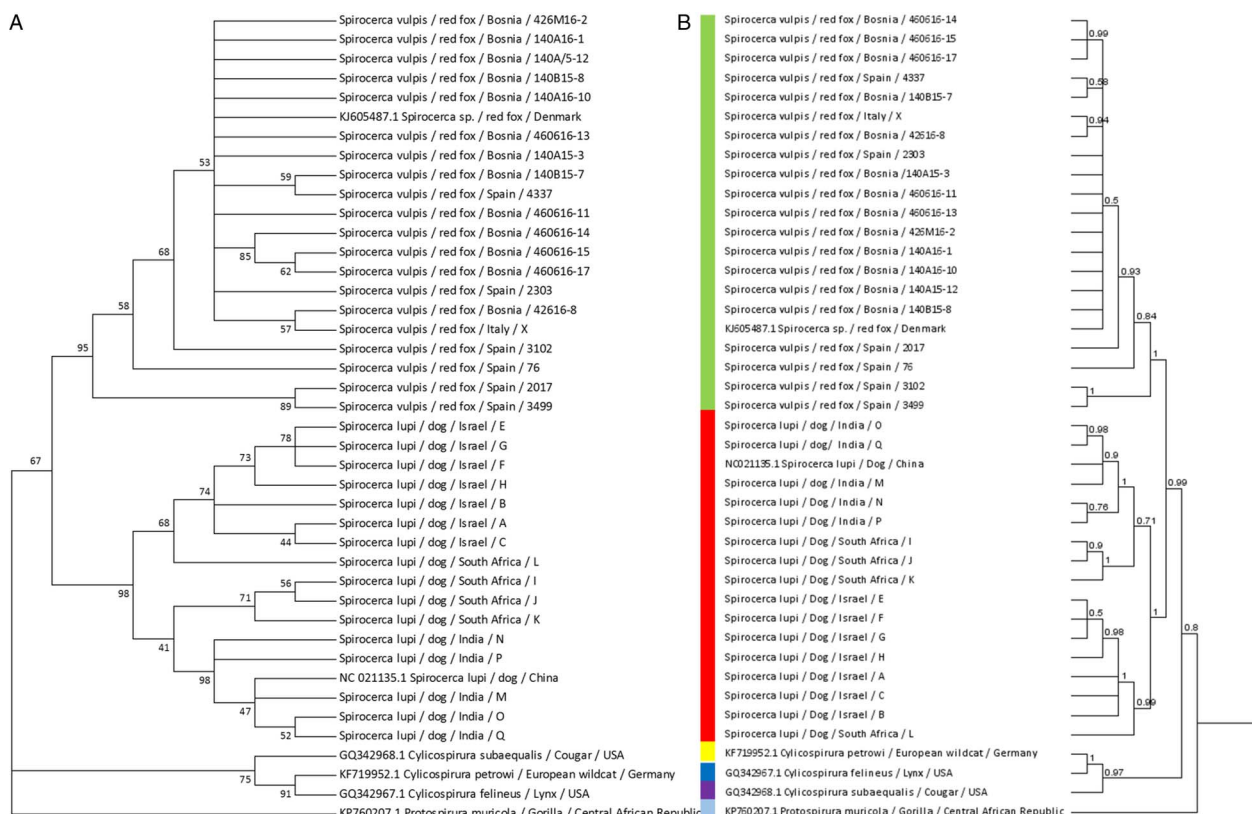 A
Spirocerca vulpis / red fox / Bosnia / 426M16-2
Spirocerca vulpis / red fox / Bosnia / 140A16-1
Spirocerca vulpis / red fox / Bosnia / 140A/5-12
Spirocerca vulpis / red fox / Bosnia / 140B15-8
Spirocerca vulpis / red fox / Bosnia / 140A16-10
KJ605487.1 Spirocerca sp. / red fox / Denmark
Spirocerca vulpis / red fox / Bosnia / 460616-13
53
Spirocerca vulpis / red fox / Bosnia / 140A15-3
Spirocerca vulpis / red fox / Bosnia / 140B15-7
59
Spirocerca vulpis / red fox / Spain / 4337
Spirocerca vulpis / red fox / Bosnia / 460616-11
Spirocerca vulpis / red fox / Bosnia / 460616-14
68
85
Spirocerca vulpis / red fox / Bosnia / 460616-15
62
Spirocerca vulpis / red fox / Bosnia / 460616-17
Spirocerca vulpis / red fox / Spain / 2303
58
Spirocerca vulpis / red fox / Bosnia / 42616-8
57
Spirocerca vulpis / red fox / Italy / X
95
Spirocerca vulpis / red fox / Spain / 3102
Spirocerca vulpis / red fox / Spain / 76
Spirocerca vulpis / red fox / Spain / 2017
89
Spirocerca vulpis / red fox / Spain / 3499
Spirocerca lupi / dog / Israel / E
78
Spirocerca lupi / dog / Israel / G
73
67
Spirocerca lupi / dog / Israel / F
Spirocerca lupi / dog / Israel / H
74
Spirocerca lupi / dog / Israel / B
68
Spirocerca lupi / dog / Israel / A
44
Spirocerca lupi / dog / Israel / C
Spirocerca lupi / dog / South Africa / L
98
56
Spirocerca lupi / dog / South Africa / I
71
Spirocerca lupi / dog / South Africa / J
Spirocerca lupi / dog / South Africa / K
41
Spirocerca lupi / dog / India / N
Spirocerca lupi / dog / India / P
98
NC 021135.1 Spirocerca lupi / dog / China
Spirocerca lupi / dog / India / M
47
Spirocerca lupi / dog / India / O
52
Spirocerca lupi / dog / India / Q
GQ342968.1 Cylicospirura subaequalis / Cougar / USA
75
KF719952.1 Cylicospirura petrowi / European wildcat / Germany
91
GQ342967.1 Cylicospirura felineus / Lynx / USA
KP760207.1 Protospirura muricola / Gorilla / Central African Republic
B
Spirocerca vulpis / red fox / Bosnia / 460616-14
0.99
Spirocerca vulpis / red fox / Bosnia / 460616-15
Spirocerca vulpis / red fox / Bosnia / 460616-17
Spirocerca vulpis / red fox / Spain / 4337
0.58
Spirocerca vulpis / red fox / Bosnia / 140B15-7
Spirocerca vulpis / red fox / Italy / X
0.94
Spirocerca vulpis / red fox / Bosnia / 42616-8
Spirocerca vulpis / red fox / Spain / 2303
Spirocerca vulpis / red fox / Bosnia /140A15-3
Spirocerca vulpis / red fox / Bosnia / 460616-11
0.5
Spirocerca vulpis / red fox / Bosnia / 460616-13
Spirocerca vulpis / red fox / Bosnia / 426M16-2
Spirocerca vulpis / red fox / Bosnia / 140A16-1
0.93
Spirocerca vulpis / red fox / Bosnia / 140A16-10
Spirocerca vulpis / red fox / Bosnia / 140A15-12
Spirocerca vulpis / red fox / Bosnia / 140B15-8
0.84
KJ605487.1 Spirocerca sp. / red fox / Denmark
Spirocerca vulpis / red fox / Spain / 2017
1
Spirocerca vulpis / red fox / Spain / 76
Spirocerca vulpis / red fox / Spain / 3102
1
Spirocerca vulpis / red fox / Spain / 3499
Spirocerca lupi / dog / India / O
0.98
Spirocerca lupi / dog/ India / Q
0.9
NC021135.1 Spirocerca lupi / Dog / China
Spirocerca lupi / dog / India / M
1
0.99
Spirocerca lupi / Dog / India / N
0.76
Spirocerca lupi / Dog / India / P
0.71
Spirocerca lupi / Dog / South Africa / I
0.9
Spirocerca lupi / Dog / South Africa / J
1
Spirocerca lupi / Dog / South Africa / K
Spirocerca lupi / Dog / Israel / E
0.5
1
Spirocerca lupi / Dog / Israel / F
0.8
Spirocerca lupi / Dog / Israel / G
0.98
Spirocerca lupi / Dog / Israel / H
Spirocerca lupi / Dog / Israel / A
1
Spirocerca lupi / Dog / Israel / C
0.99
Spirocerca lupi / Dog / Israel / B
Spirocerca lupi / Dog / South Africa / L
KF719952.1 Cylicospirura petrowi / European wildcat / Germany
1
GQ342967.1 Cylicospirura felineus / Lynx / USA
0.97
GQ342968.1 Cylicospirura subaequalis / Cougar / USA
KP760207.1 Protospirura muricola / Gorilla / Central African Republic